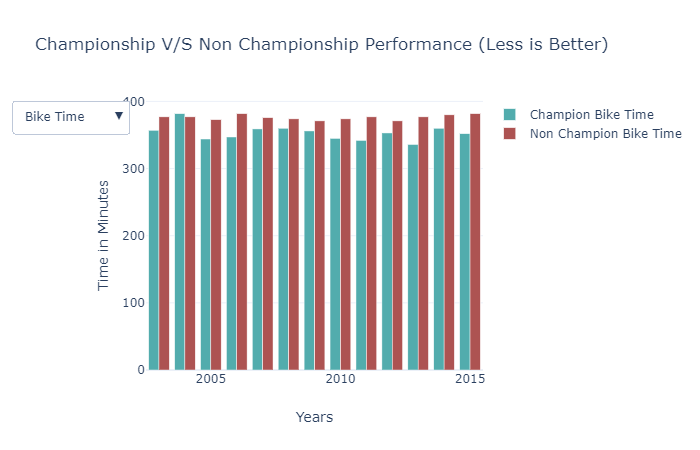 Championship V/S Non Championship Performance (Less is Better)
Bike Time ▼
400
300
200
100
0
Time in Minutes
2005
2010
2015
Years
Champion Bike Time
Non Champion Bike Time